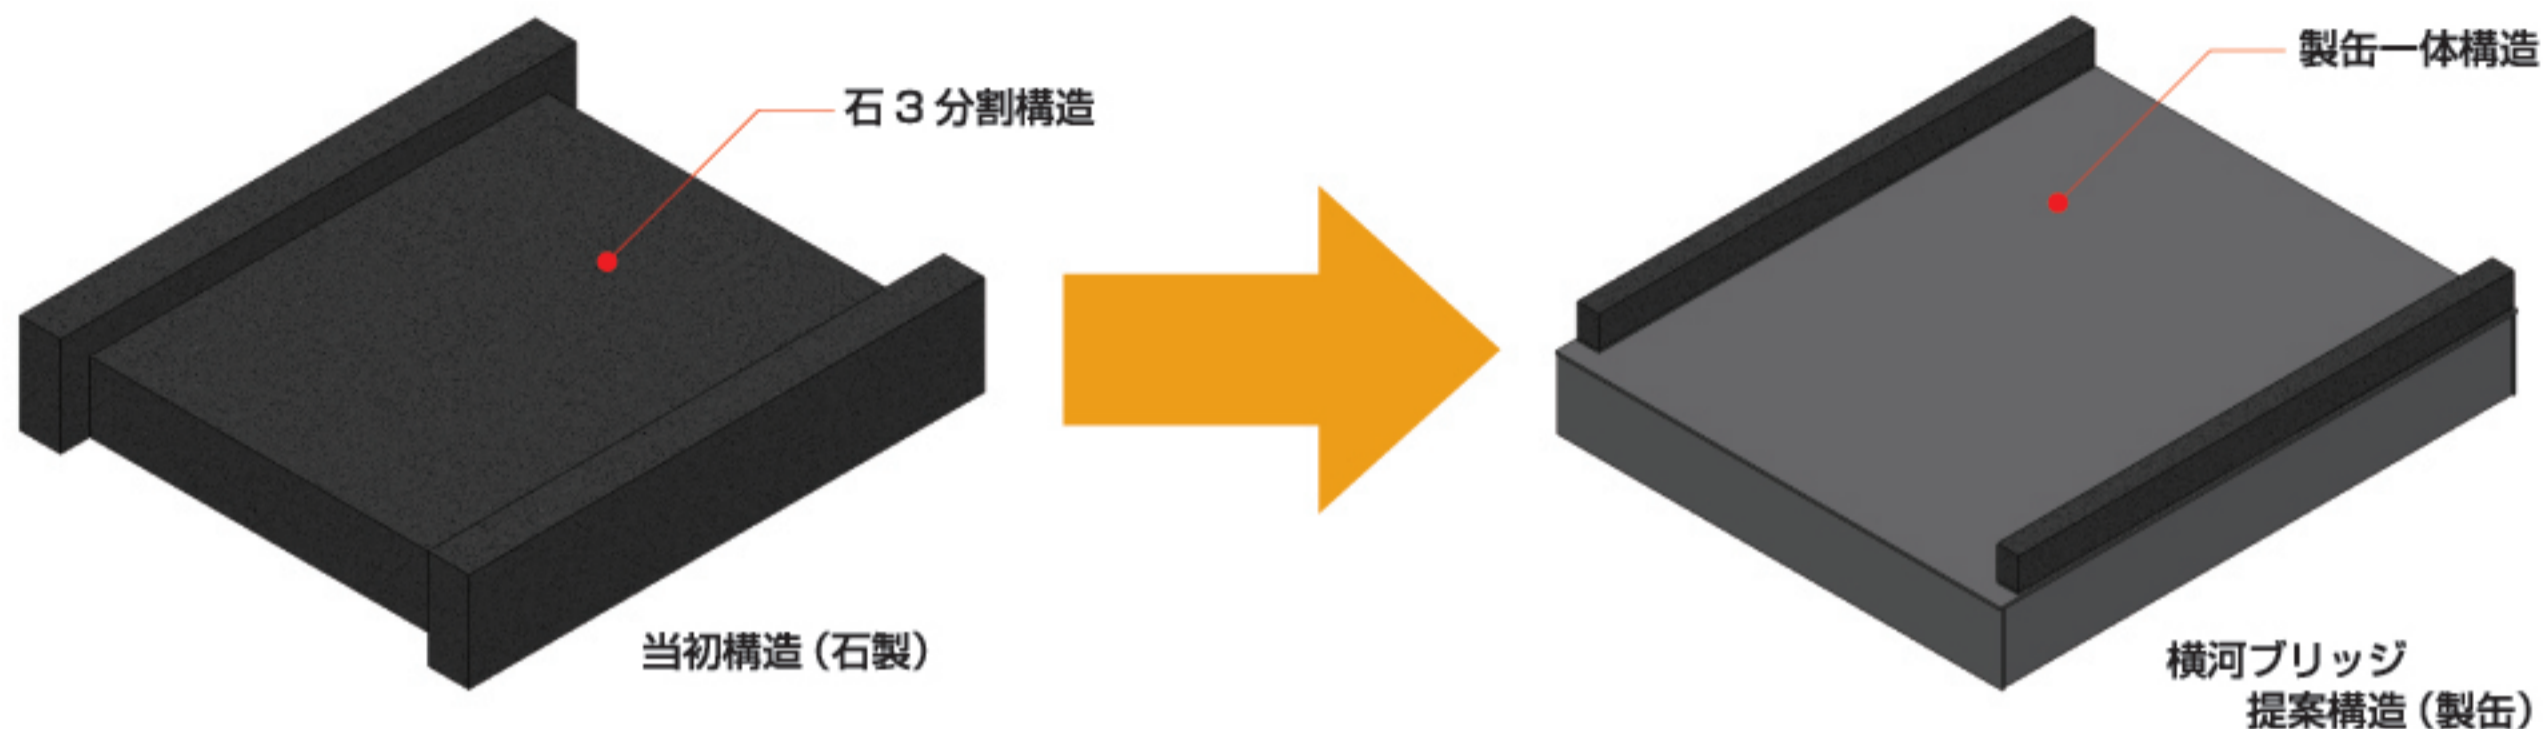 石3分割構造
当初構造（石製）
製缶一体構造
横河ブリッジ
提案構造（製缶）